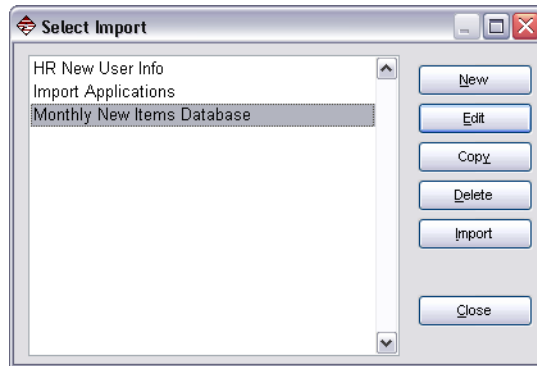 Select Import
HR New User Info
Import Applications
Monthly New Items Database
New
Edit
Copy
Delete
Import
Close